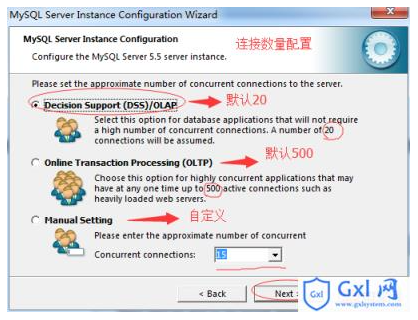 MySQL Server Instance Configuration Wizard
MySQL Server Instance Configuration
Configure the MySQL Server 5.5 server instance.
连接数量配置
Please set the approximate number of concurrent connections to the server.
Decision Support (DSS)/OLAP
默认20
Select this option for database applications that will not require
a high number of concurrent connections. A number of 20
connections will be assumed.
Online Transaction Processing (OLTP)
默认500
Choose this option for highly concurrent applications that may
have at any one time up to 500 active connections such as
heavily loaded web servers.
Manual Setting
自定义
Please enter the approximate number of concurrent
Concurrent connections:
15
< Back
Next >
Gxl
Gxl 网
www.gxlsystem.com